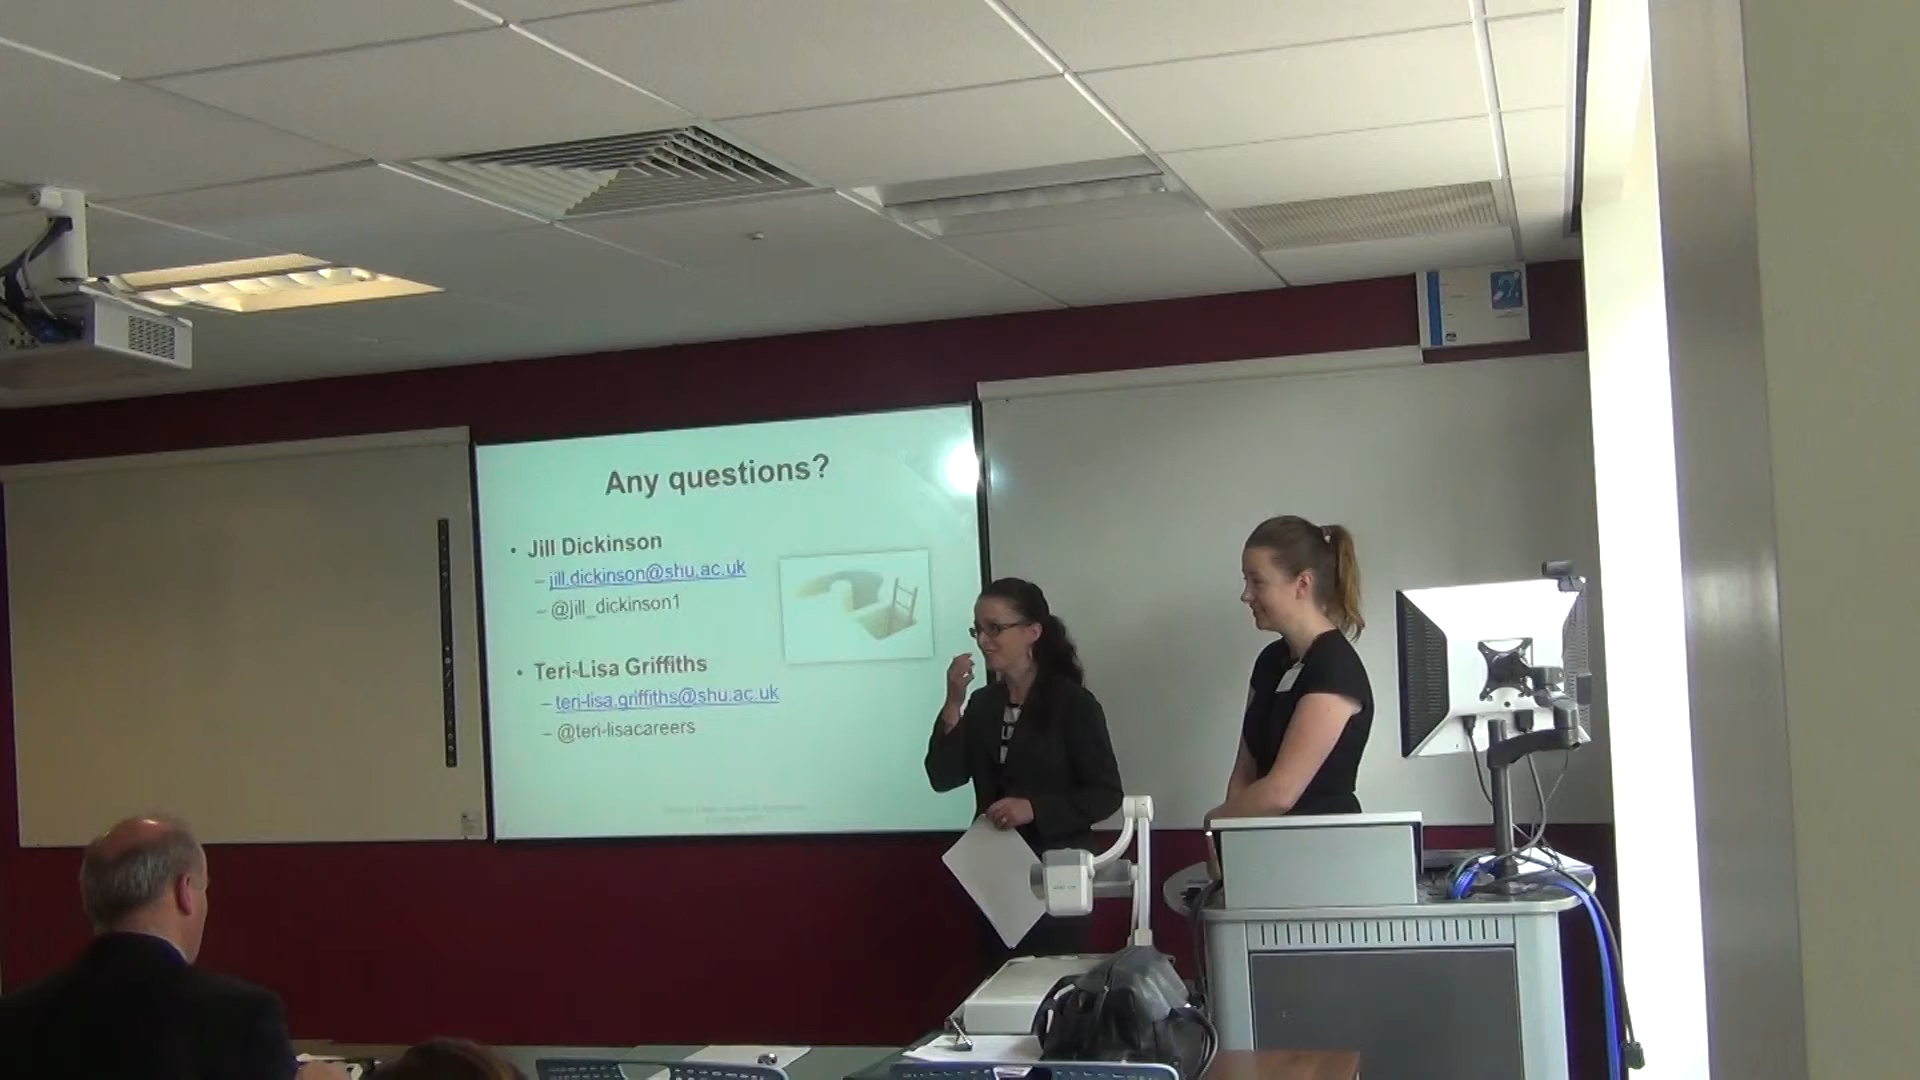 Any questions?
• Jill Dickinson
– jill.dickinson@shu.ac.uk
– @jill_dickinson1
• Teri-Lisa Griffiths
– teri-lisa.griffiths@shu.ac.uk
– @teri-lisacareers